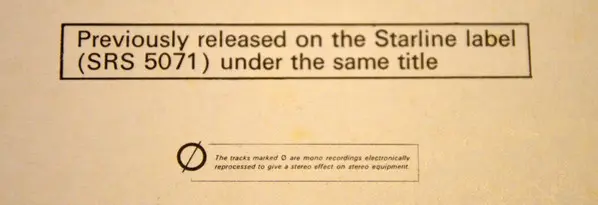 Previously released on the Starline label
(SRS 5071) under the same title
Ø
The tracks marked Ø are mono recordings electronically
reprocessed to give a stereo effect on stereo equipment.